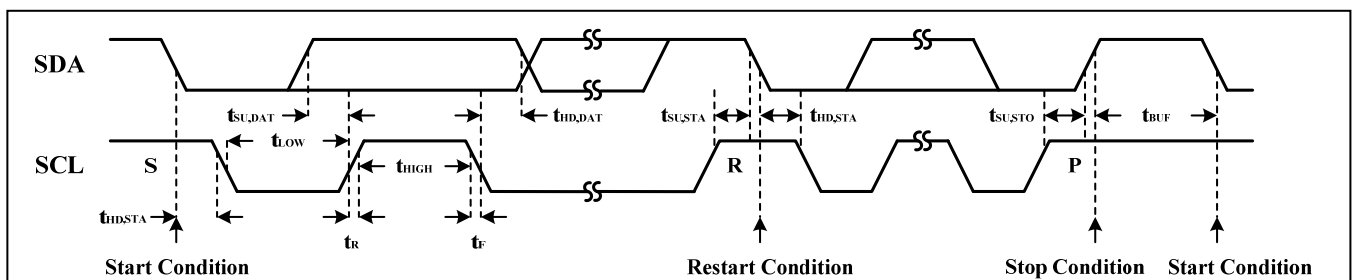 SDA
tSU,DAT
tHD,DAT
tSU,STA
tHD,STA
tSU,STO
tBUF
tLOW
SCL
S
tHIGH
R
P
tHD,STA
tR
tF
Start Condition
Restart Condition
Stop Condition
Start Condition